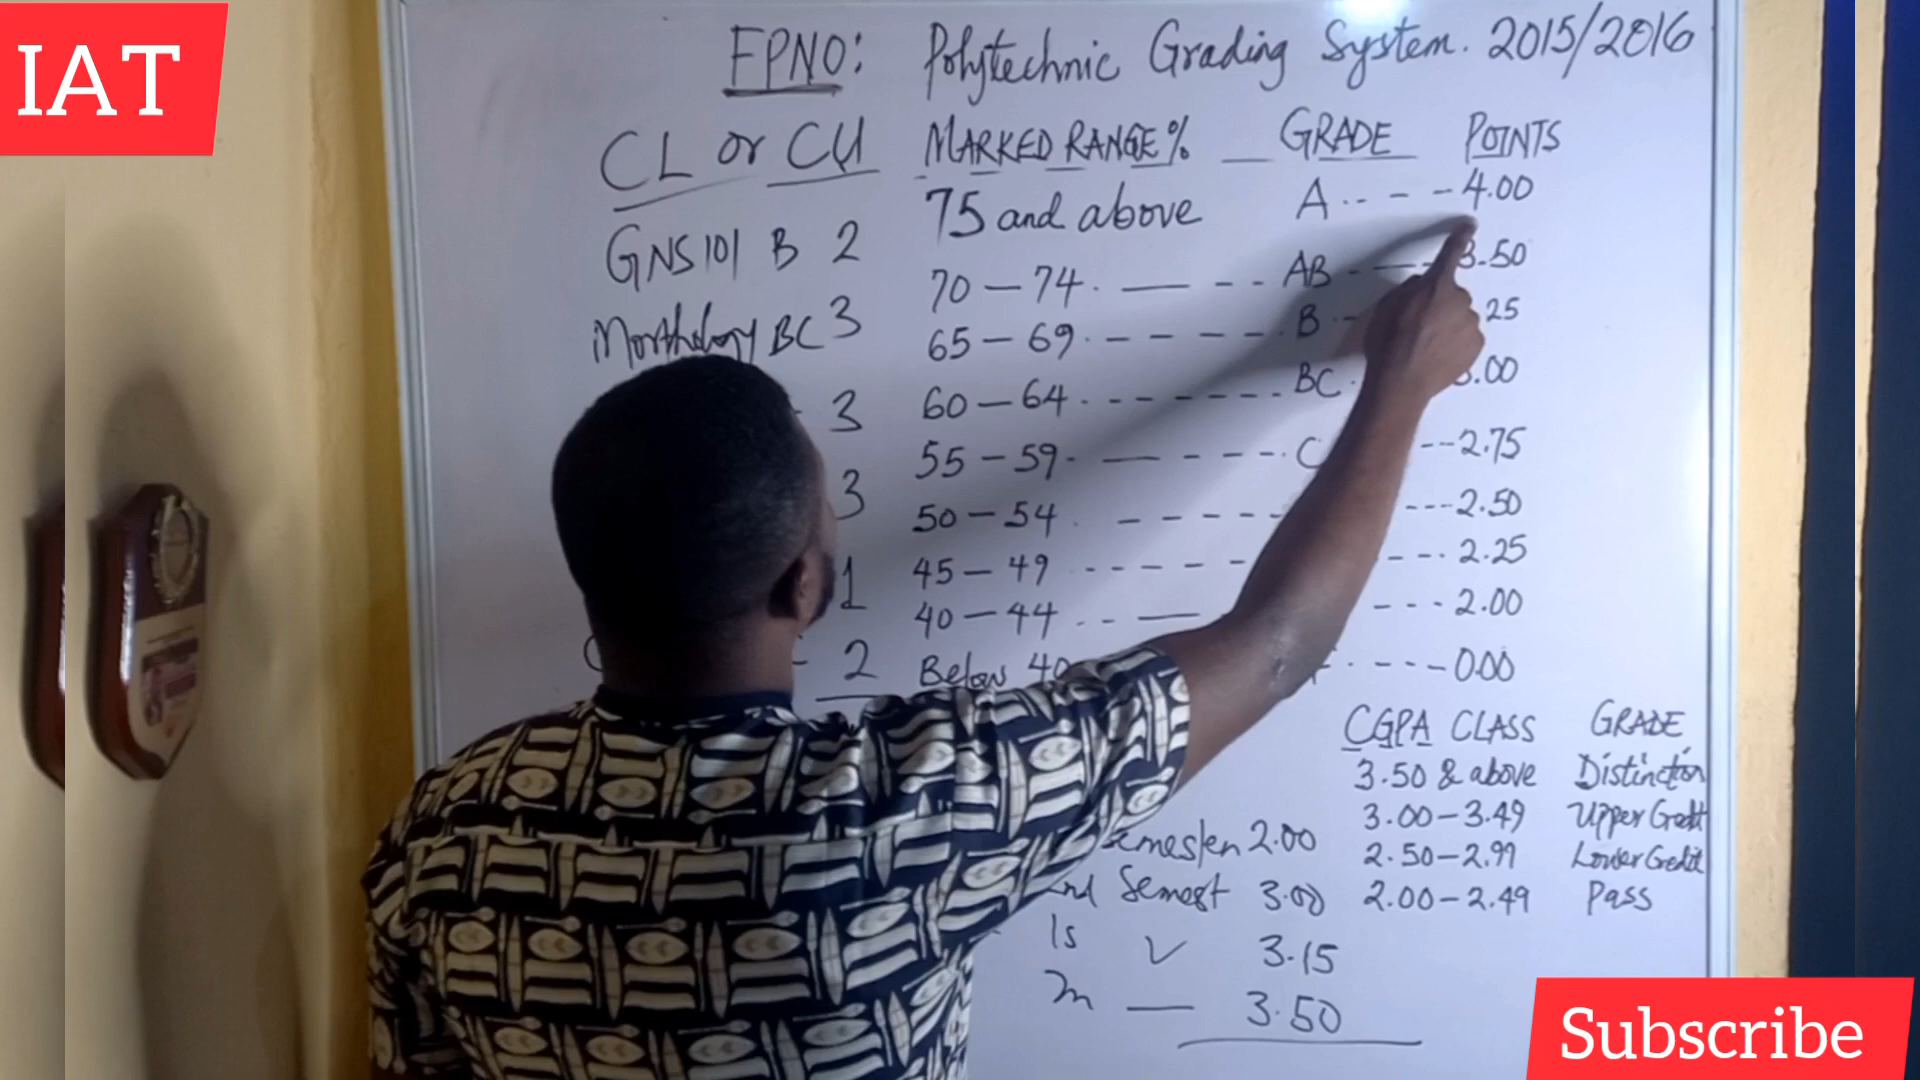 IAT
FPNO: Polytechnic Grading System. 2015/2016
CL or CU MARKED RANGE % GRADE POINTS
GNS 101 B 2 75 and above A 4.00
70 - 74 AB 3.50
BC 3 65 - 69 B .25
3 60 - 64 BC 3.00
3 55 - 59 C 2.75
50 - 54 2.50
1 45 - 49 2.25
40 - 44 2.00
2 Below 40 0.00
CGPA CLASS GRADE
3.50 & above Distinction
3.00 - 3.49 Upper Credit
2.50 - 2.99 Lower Credit
2.00 - 2.49 Pass
2.00
2nd Semest 3.00
1s 3.15
3.50
Subscribe